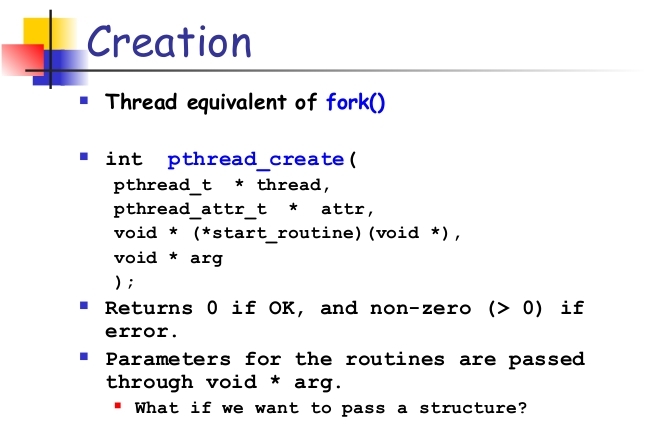 Creation
Thread equivalent of fork()
int pthread_create(
pthread_t * thread,
pthread_attr_t * attr,
void * (*start_routine)(void *),
void * arg
);
Returns 0 if OK, and non-zero (> 0) if
error.
Parameters for the routines are passed
through void * arg.
What if we want to pass a structure?